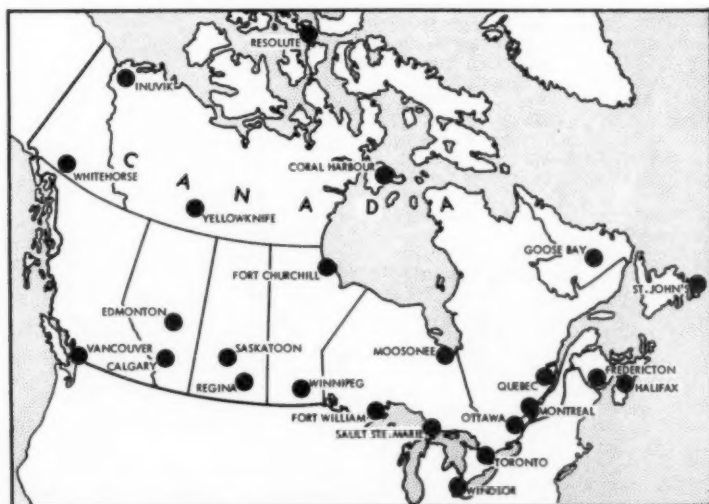 RESOLUTE
INUVIK
CORAL HARBOUR
WHITEHORSE
C A N A D A
YELLOWKNIFE
GOOSE BAY
FORT CHURCHILL
ST. JOHN'S
EDMONTON
VANCOUVER
CALGARY
SASKATOON
MOOSONEE
REGINA
WINNIPEG
QUEBEC
FREDERICTON
HALIFAX
FORT WILLIAM
OTTAWA
MONTREAL
SAULT STE. MARIE
TORONTO
WINDSOR